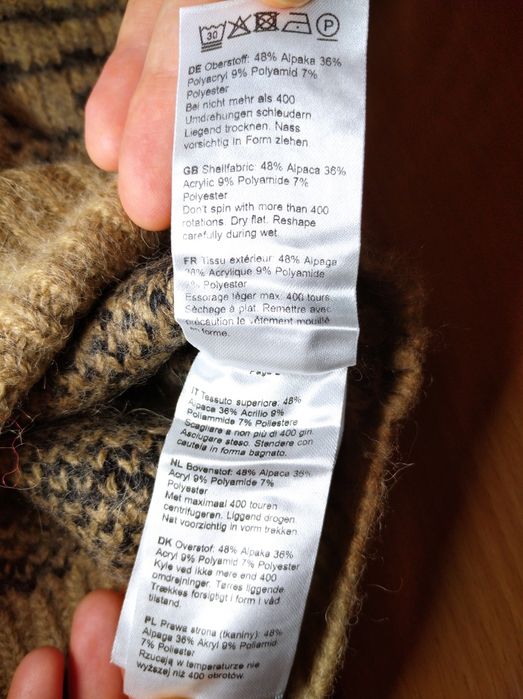 30 P
DE Oberstoff: 48% Alpaka 36%
Polyacryl 9% Polyamid 7%
Polyester
Bei nicht mehr als 400
Umdrehungen schleudern
Liegend trocknen. Nass
vorsichtig in Form ziehen
GB Shellfabric: 48% Alpaca 36%
Acrylic 9% Polyamide 7%
Polyester
Don't spin with more than 400
rotations. Dry flat. Reshape
carefully during wet.
FR Tissu extérieur: 48% Alpaga
36% Acrylique 9% Polyamide
7% Polyester
Essorage léger max: 400 tours
Séchage à plat. Remettre avec
précaution le vêtement mouillé
en forme.
IT Tessuto superiore: 48%
Alpaca 36% Acrilio 9%
Poliammide 7% Poliestere
Scagliare a non più di 400 giri.
Asciugare steso. Stendere con
cautela in forma bagnato.
NL Bovenstof: 48% Alpaca 36%
Acryl 9% Polyamide 7%
Polyester
Met maximaal 400 touren
centrifugeren. Liggend drogen.
Nat voorzichtig in vorm trekken.
DK Overstof: 48% Alpaka 36%
Acryl 9% Polyamid 7% Polyester
Kyle ved ikke mere end 400
omdrejninger. Tørres liggende.
Trækkes forsigtigt i form i våd
tilstand.
PL Prawa strona (tkaniny): 48%
Alpaga 36% Akryl 9% Poliamid
7% Poliester
Rzucają w temperaturze nie
wyższej niż 400 obrotów.